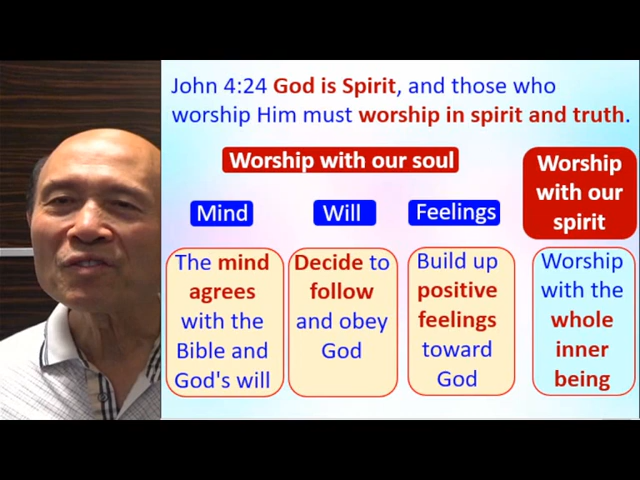 John 4:24 God is Spirit, and those who
worship Him must worship in spirit and truth.
Worship with our soul
Mind
Will
Feelings
Worship
with our
spirit
The mind
agrees
with the
Bible and
God's will
Decide to
follow
and obey
God
Build up
positive
feelings
toward
God
Worship
with the
whole
inner
being